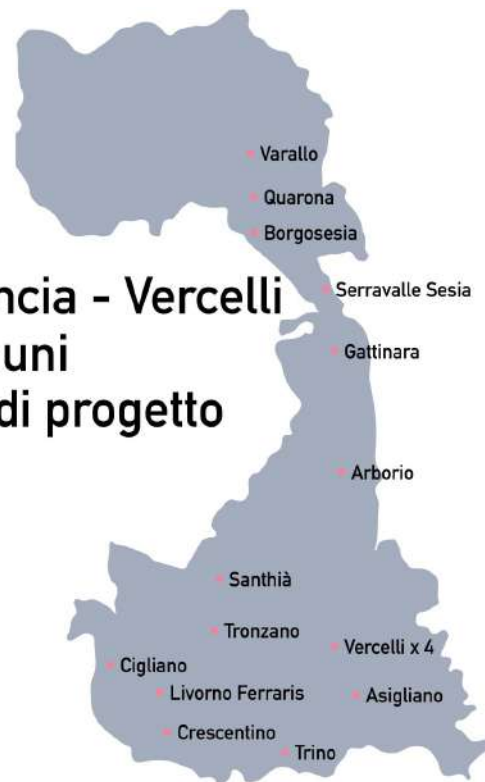 Varallo
Quarona
Borgosesia
Serravalle Sesia
ncia - Vercelli
uni
di progetto
Gattinara
Arborio
Santhià
Tronzano
Vercelli x 4
Cigliano
Livorno Ferraris
Asigliano
Crescentino
Trino